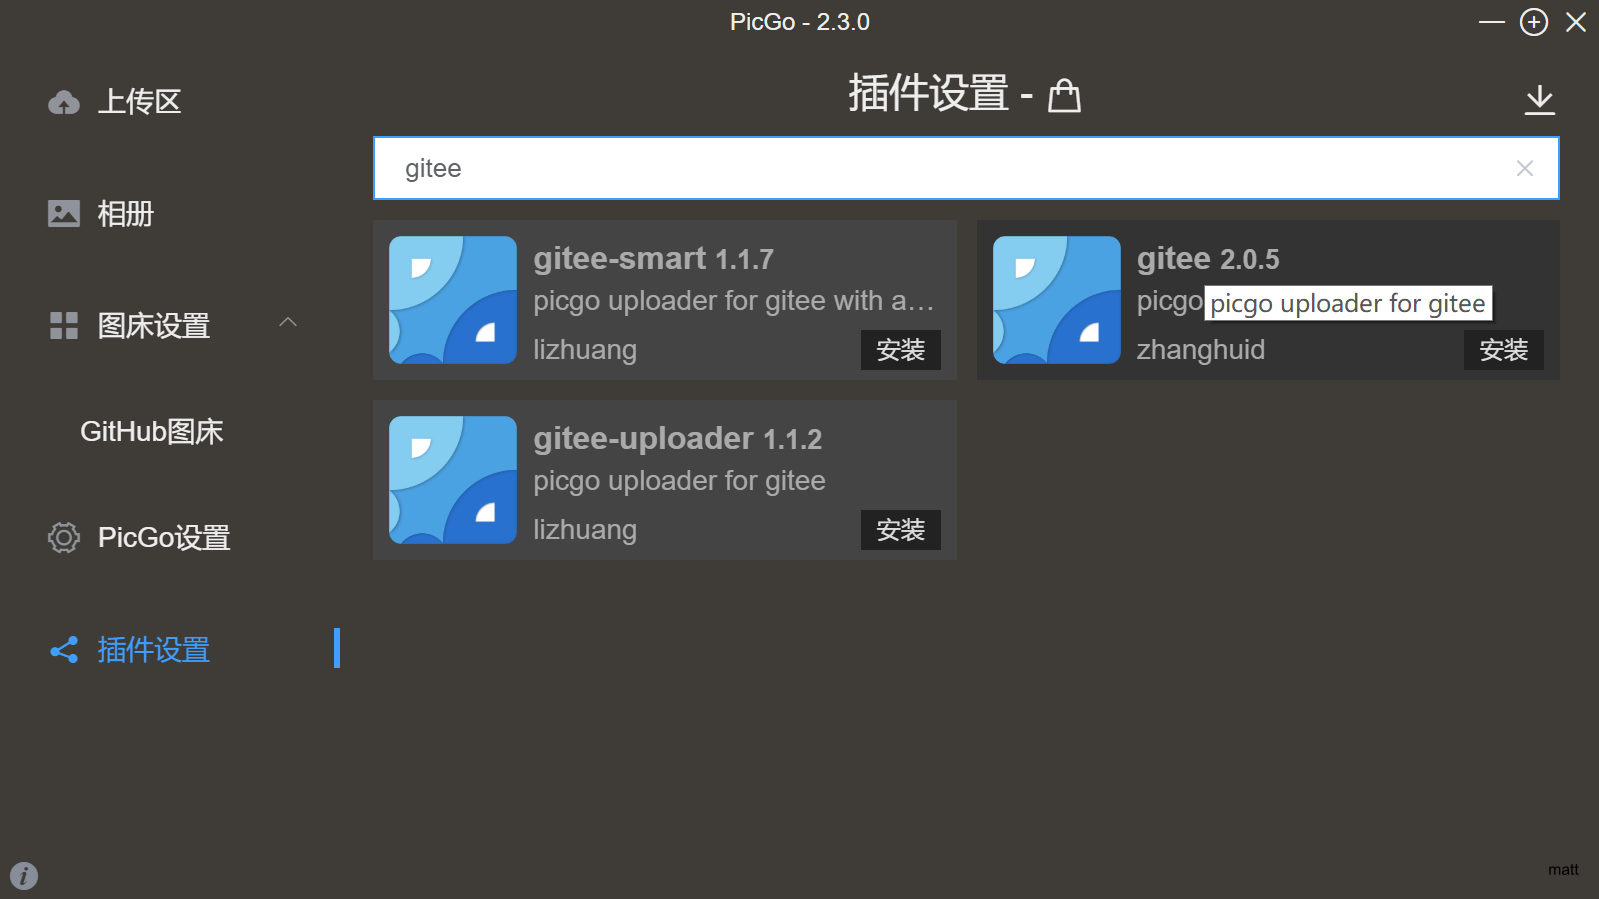 PicGo - 2.3.0
上传区
相册
图床设置
GitHub图床
PicGo设置
插件设置
插件设置 -
gitee
gitee-smart 1.1.7
picgo uploader for gitee with a...
lizhuang
安装
gitee 2.0.5
picgo
picgo uploader for gitee
zhanghuid
安装
gitee-uploader 1.1.2
picgo uploader for gitee
lizhuang
安装
i
matt